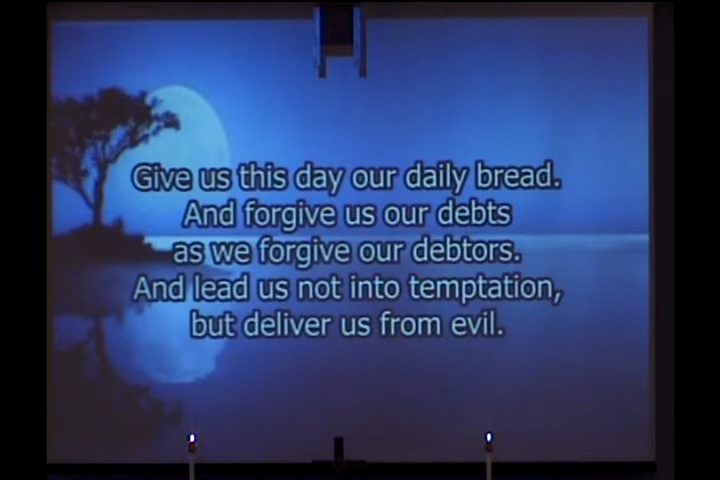 Give us this day our daily bread.
And forgive us our debts
as we forgive our debtors.
And lead us not into temptation,
but deliver us from evil.